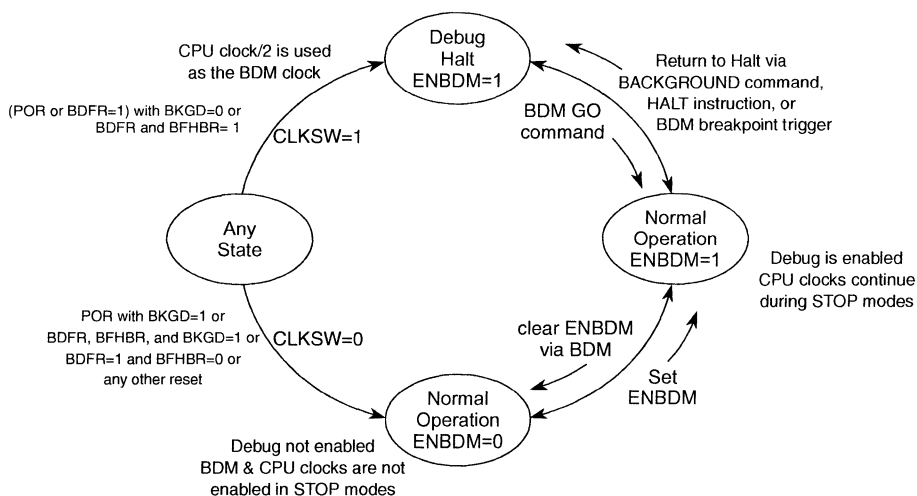 Debug
Halt
ENBDM=1
CPU clock/2 is used
as the BDM clock
(POR or BDFR=1) with BKGD=0 or
BDFR and BFHBR= 1
CLKSW=1
Return to Halt via
BACKGROUND command,
HALT instruction, or
BDM breakpoint trigger
BDM GO
command
Any
State
Normal
Operation
ENBDM=1
Debug is enabled
CPU clocks continue
during STOP modes
POR with BKGD=1 or
BDFR, BFHBR, and BKGD=1 or
BDFR=1 and BFHBR=0 or
any other reset
CLKSW=0
clear ENBDM
via BDM
Set
ENBDM
Normal
Operation
ENBDM=0
Debug not enabled
BDM & CPU clocks are not
enabled in STOP modes